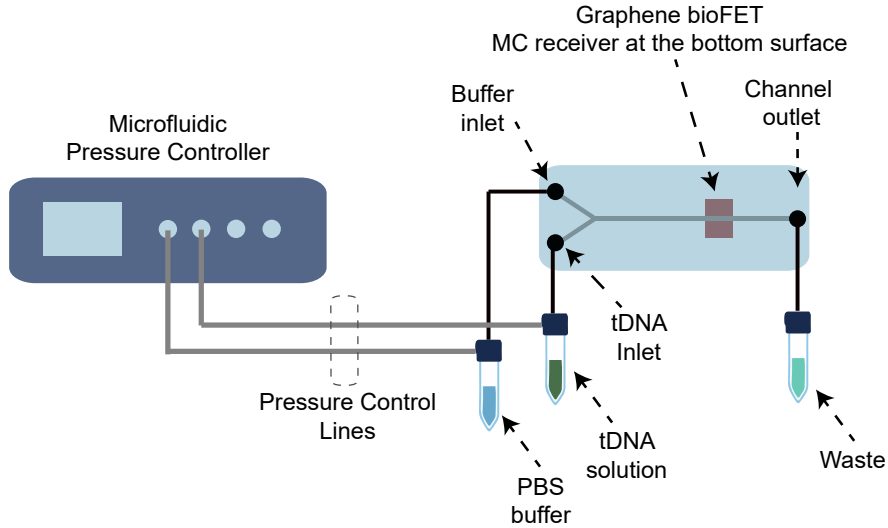 Graphene bioFET
MC receiver at the bottom surface
Buffer
inlet
Channel
outlet
Microfluidic
Pressure Controller
tDNA
Inlet
Pressure Control
Lines
tDNA
solution
Waste
PBS
buffer